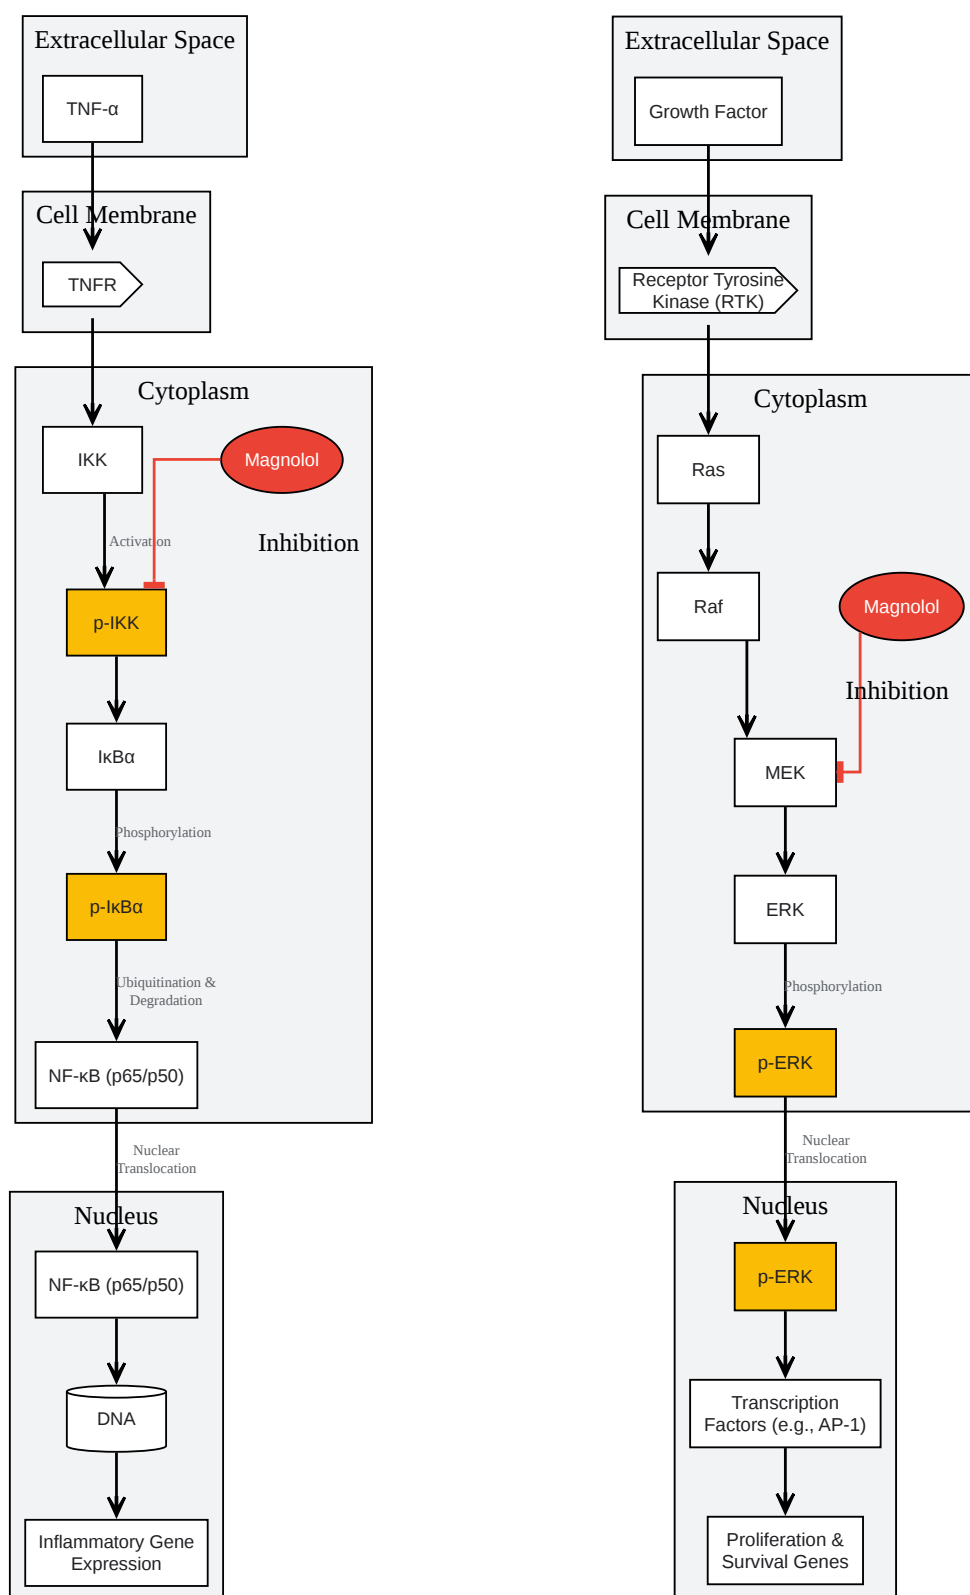 Extracellular Space
TNF-α
Cell Membrane
TNFR
Cytoplasm
IKK
Magnolol
Activation
Inhibition
p-IKK
IκBα
Phosphorylation
p-IκBα
Ubiquitination &
Degradation
NF-κB (p65/p50)
Nuclear
Translocation
Nucleus
NF-κB (p65/p50)
DNA
Inflammatory Gene
Expression
Extracellular Space
Growth Factor
Cell Membrane
Receptor Tyrosine
Kinase (RTK)
Cytoplasm
Ras
Raf
Magnolol
Inhibition
MEK
ERK
Phosphorylation
p-ERK
Nuclear
Translocation
Nucleus
p-ERK
Transcription
Factors (e.g., AP-1)
Proliferation &
Survival Genes